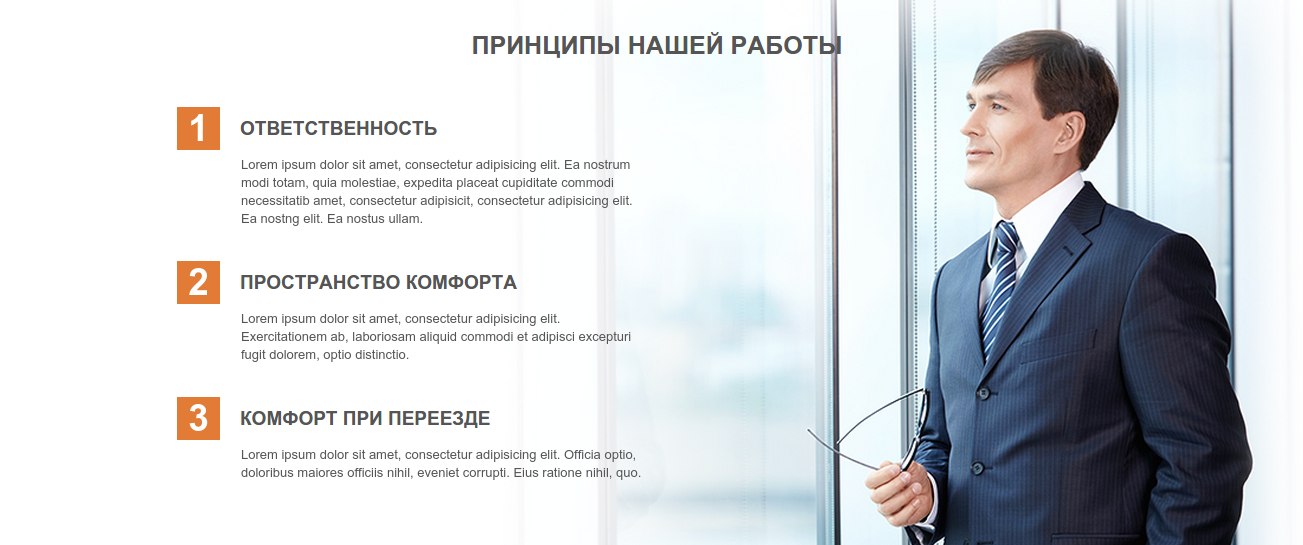 ПРИНЦИПЫ НАШЕЙ РАБОТЫ
1 ОТВЕТСТВЕННОСТЬ
Lorem ipsum dolor sit amet, consectetur adipisicing elit. Ea nostrum
modi totam, quia molestiae, expedita placeat cupiditate commodi
necessitatib amet, consectetur adipisicit, consectetur adipisicing elit.
Ea nostng elit. Ea nostus ullam.
2 ПРОСТРАНСТВО КОМФОРТА
Lorem ipsum dolor sit amet, consectetur adipisicing elit.
Exercitationem ab, laboriosam aliquid commodi et adipisci excepturi
fugit dolorem, optio distinctio.
3 КОМФОРТ ПРИ ПЕРЕЕЗДЕ
Lorem ipsum dolor sit amet, consectetur adipisicing elit. Officia optio,
doloribus maiores officiis nihil, eveniet corrupti. Eius ratione nihil, quo.